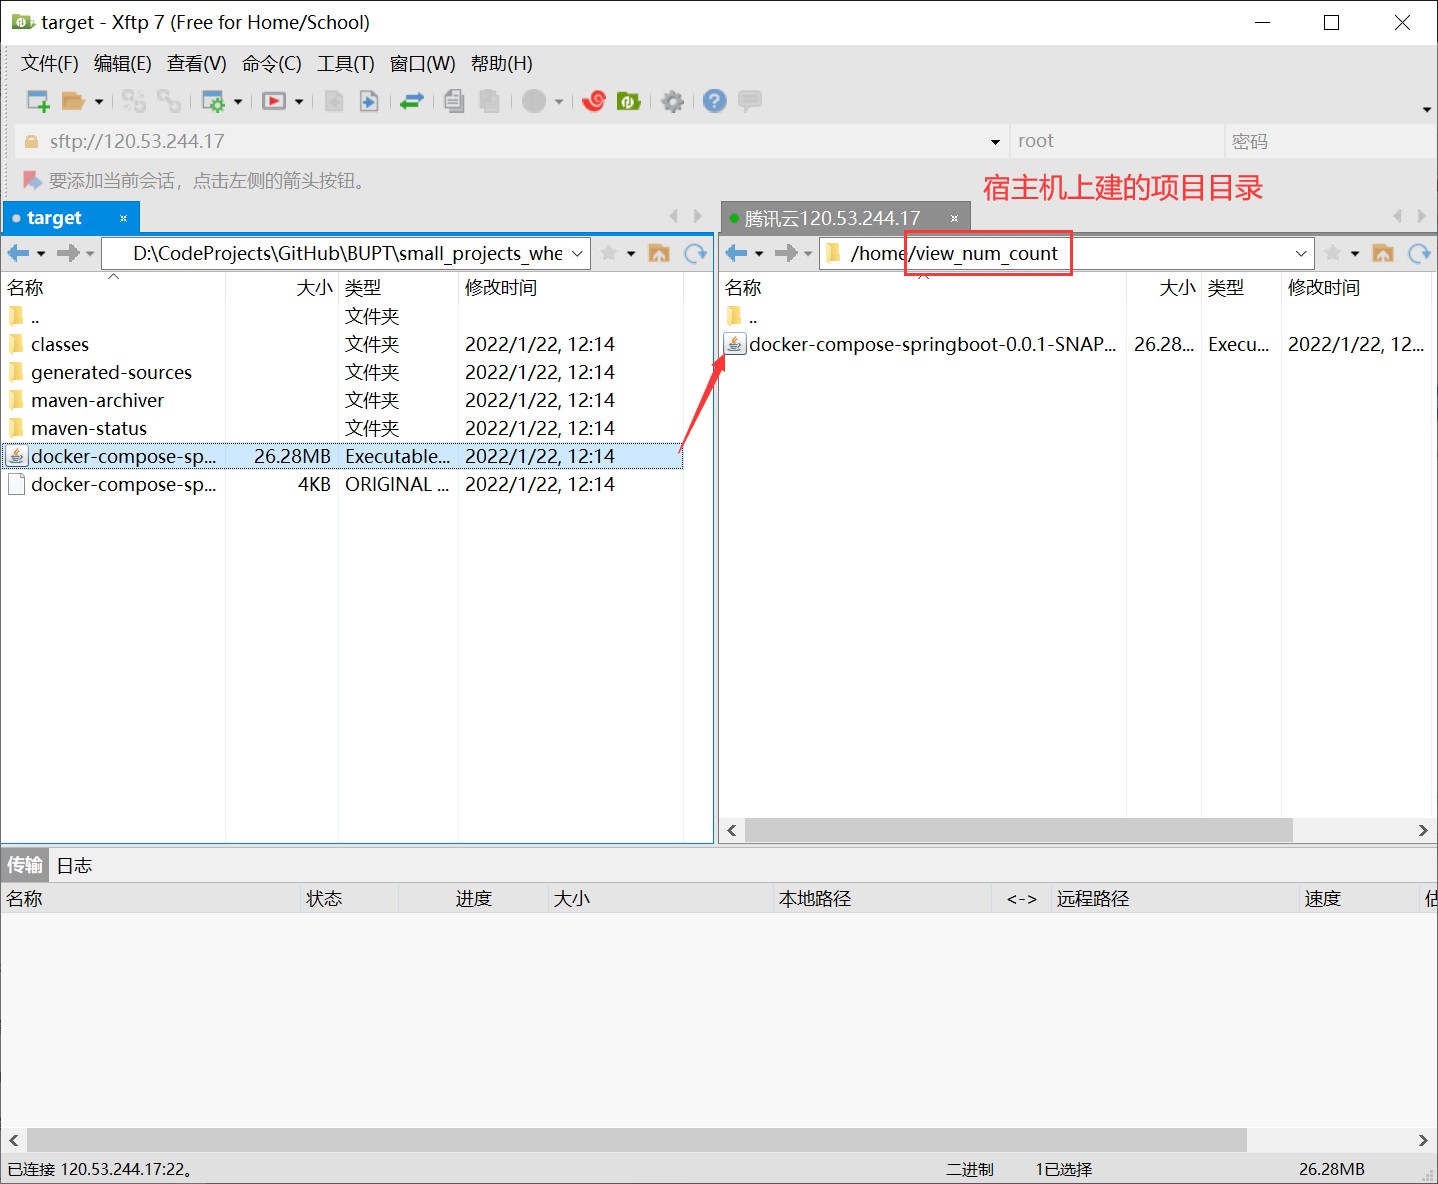 target - Xftp 7 (Free for Home/School)
文件(F) 编辑(E) 查看(V) 命令(C) 工具(T) 窗口(W) 帮助(H)
sftp://120.53.244.17 root 密码
要添加当前会话，点击左侧的箭头按钮。
宿主机上建的项目目录
target 腾讯云120.53.244.17
D:\CodeProjects\GitHub\BUPT\small_projects_whe /home/view_num_count
名称 大小 类型 修改时间 名称 大小 类型 修改时间
.. 文件夹 ..
classes 文件夹 2022/1/22, 12:14 docker-compose-springboot-0.0.1-SNAP... 26.28... Execu... 2022/1/22, 12...
generated-sources 文件夹 2022/1/22, 12:14
maven-archiver 文件夹 2022/1/22, 12:14
maven-status 文件夹 2022/1/22, 12:14
docker-compose-sp... 26.28MB Executable... 2022/1/22, 12:14
docker-compose-sp... 4KB ORIGINAL ... 2022/1/22, 12:14
传输 日志
名称 状态 进度 大小 本地路径 <-> 远程路径 速度 估
已连接 120.53.244.17:22。 二进制 1已选择 26.28MB